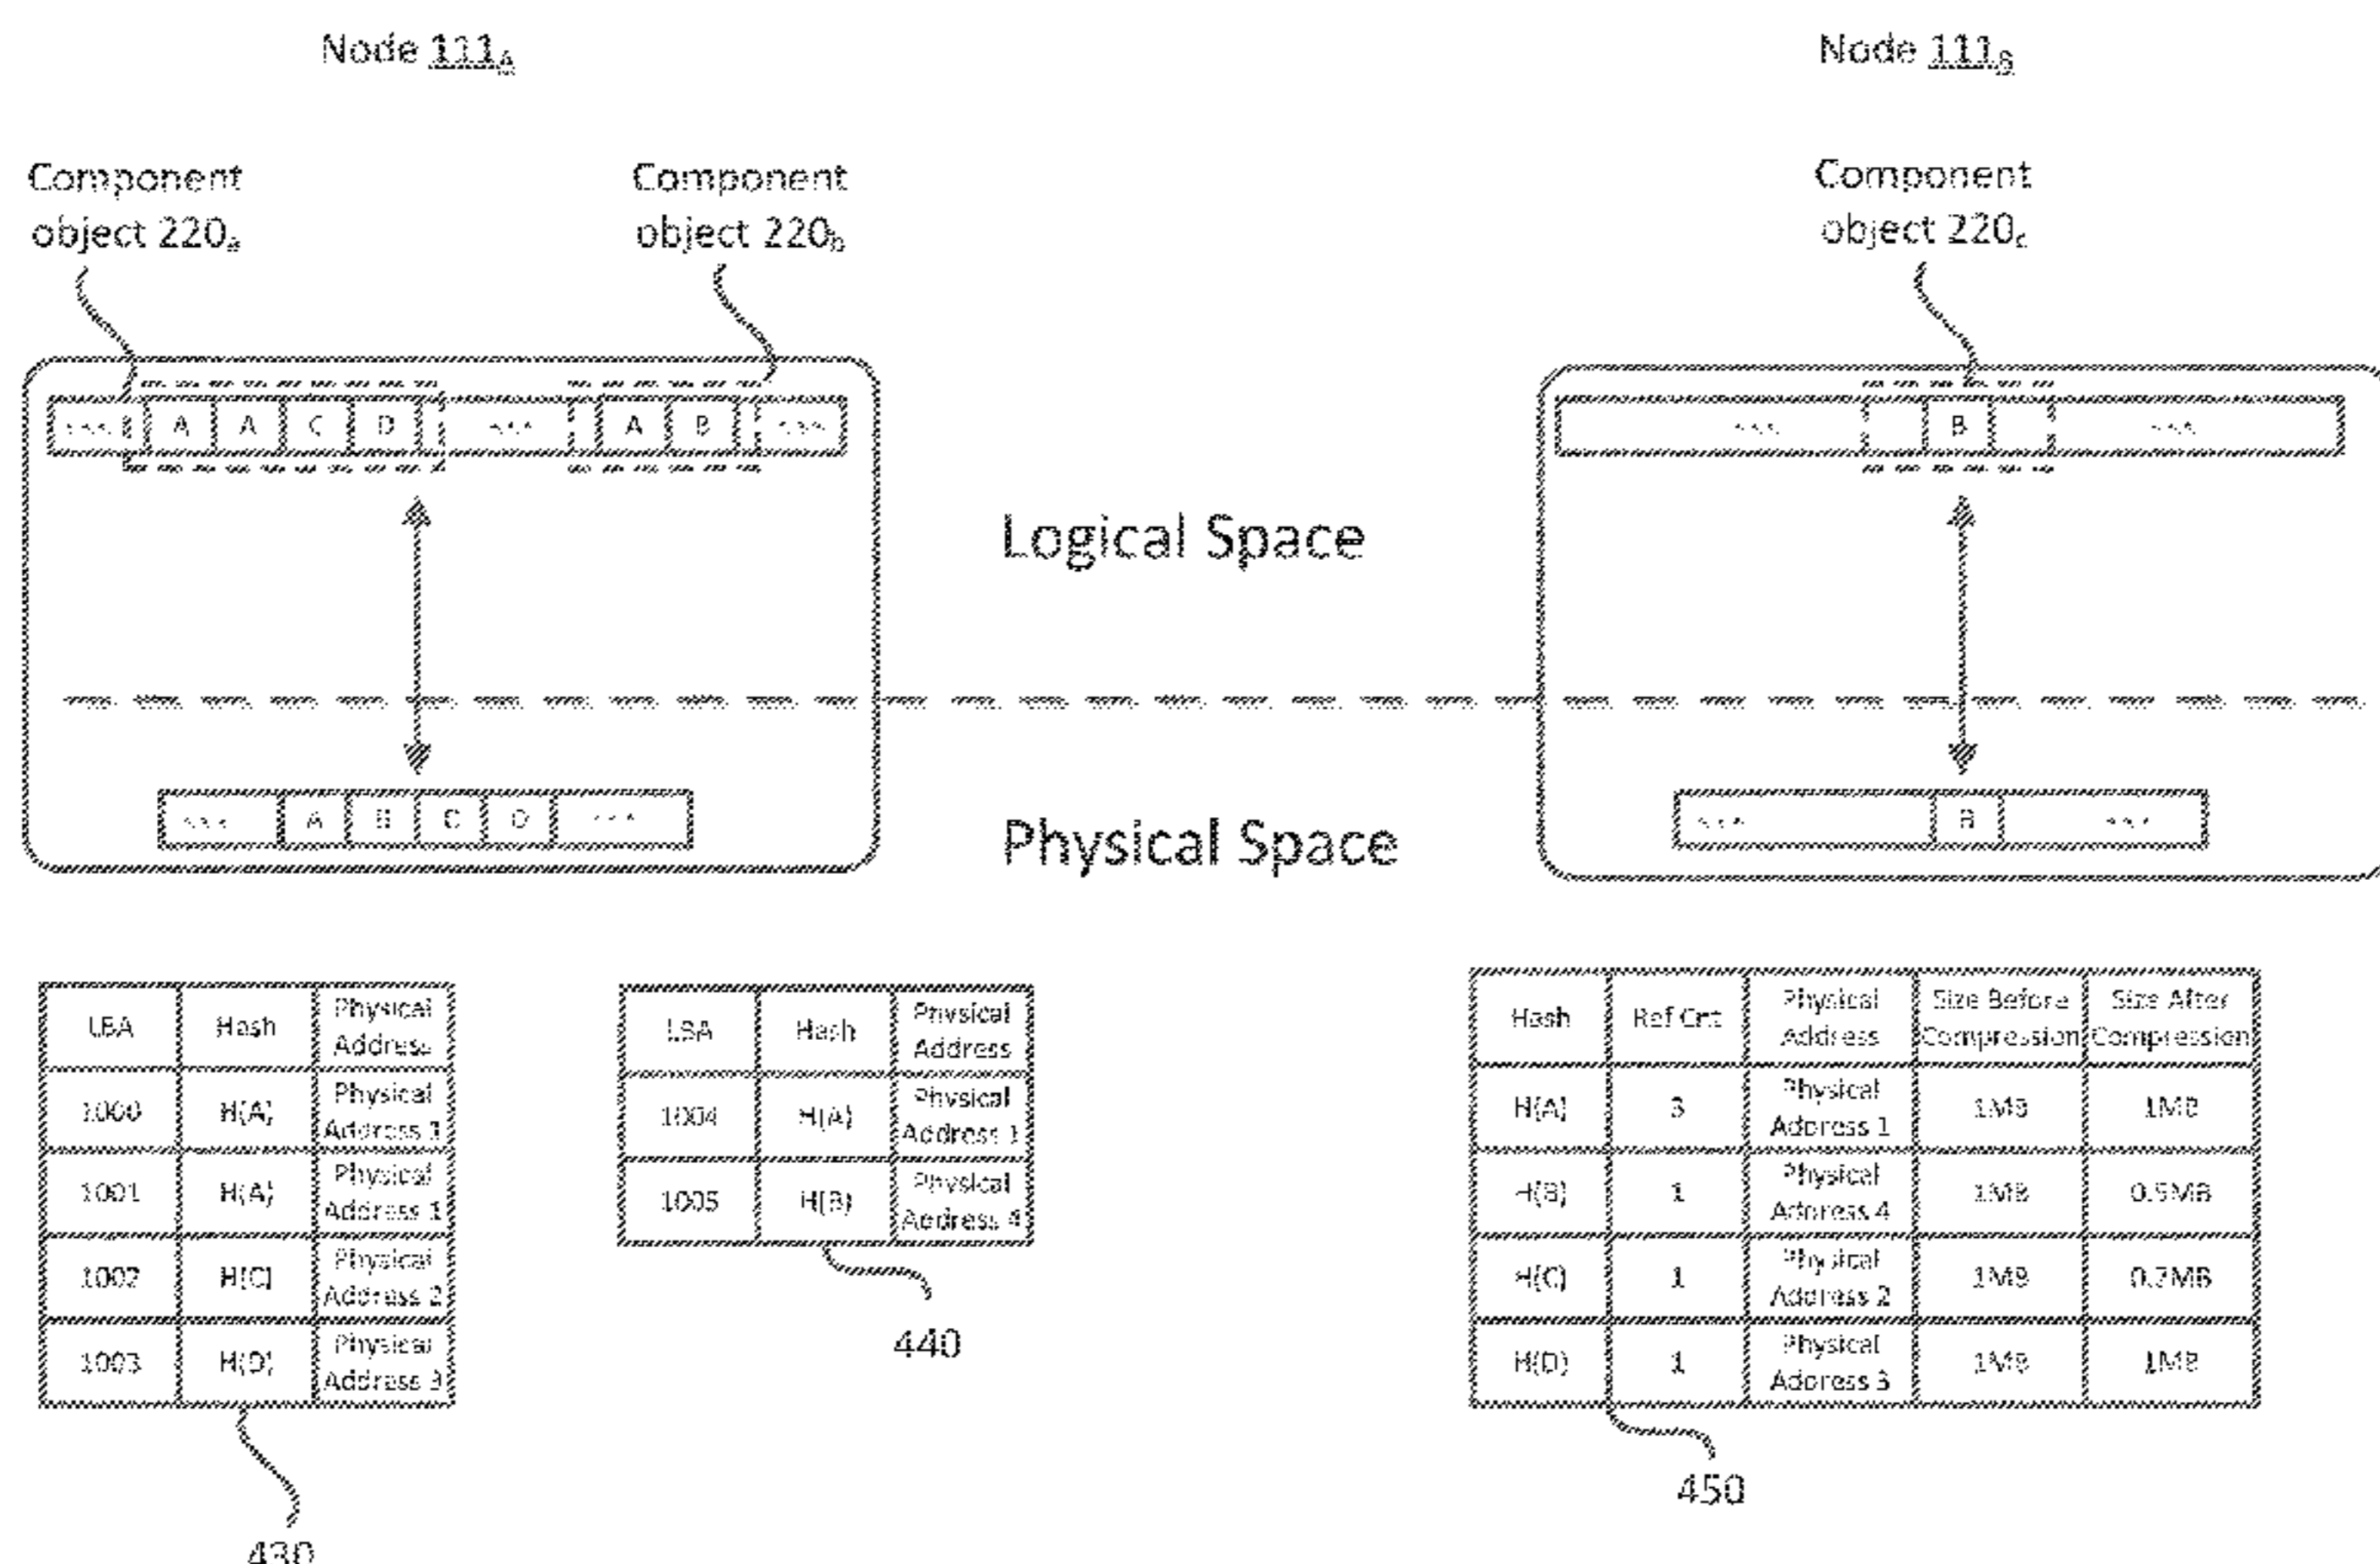 Node 111A
Node 111B
Component
object 220a
Component
object 220b
Component
object 220c
... A A C D ... A B ...
... B ...
Logical Space
... A B C D ...
... B ...
Physical Space
LBA Hash Physical Address
1000 H(A) Physical Address 1
1001 H(A) Physical Address 1
1002 H(C) Physical Address 2
1003 H(D) Physical Address 3
430
LBA Hash Physical Address
1004 H(A) Physical Address 1
1005 H(B) Physical Address 4
440
Hash Ref Cnt Physical Address Size Before Compression Size After Compression
H(A) 3 Physical Address 1 1MB 1MB
H(B) 1 Physical Address 4 1MB 0.5MB
H(C) 1 Physical Address 2 1MB
H(D) 1 Physical Address 3 1MB 1MB
450